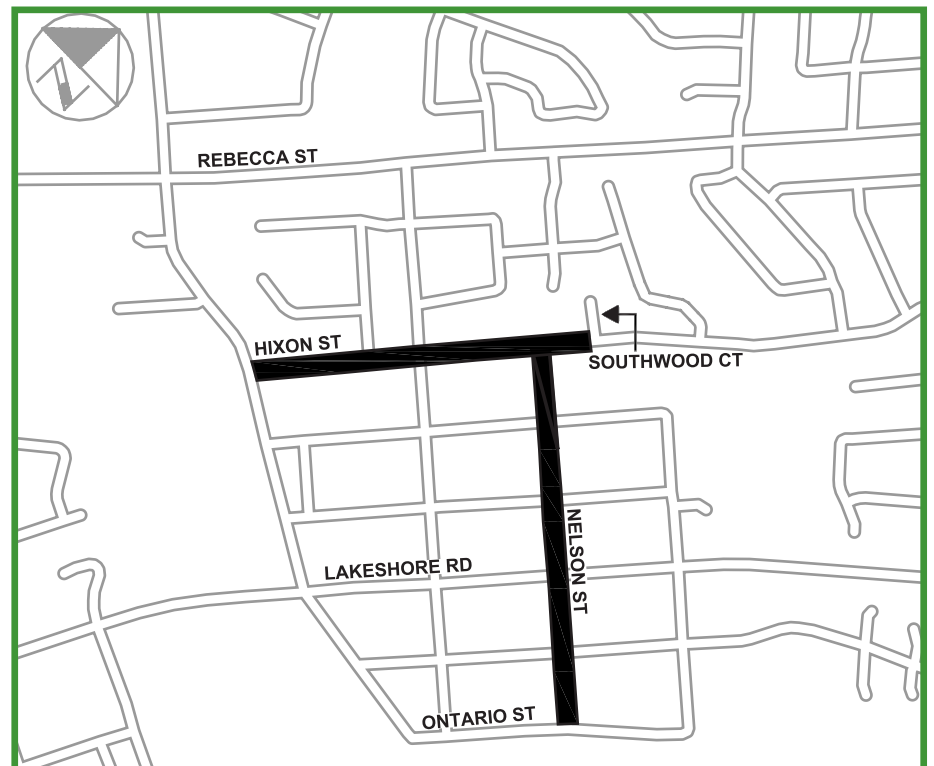 REBECCA ST
HIXON ST
SOUTHWOOD CT
NELSON ST
LAKESHORE RD
ONTARIO ST